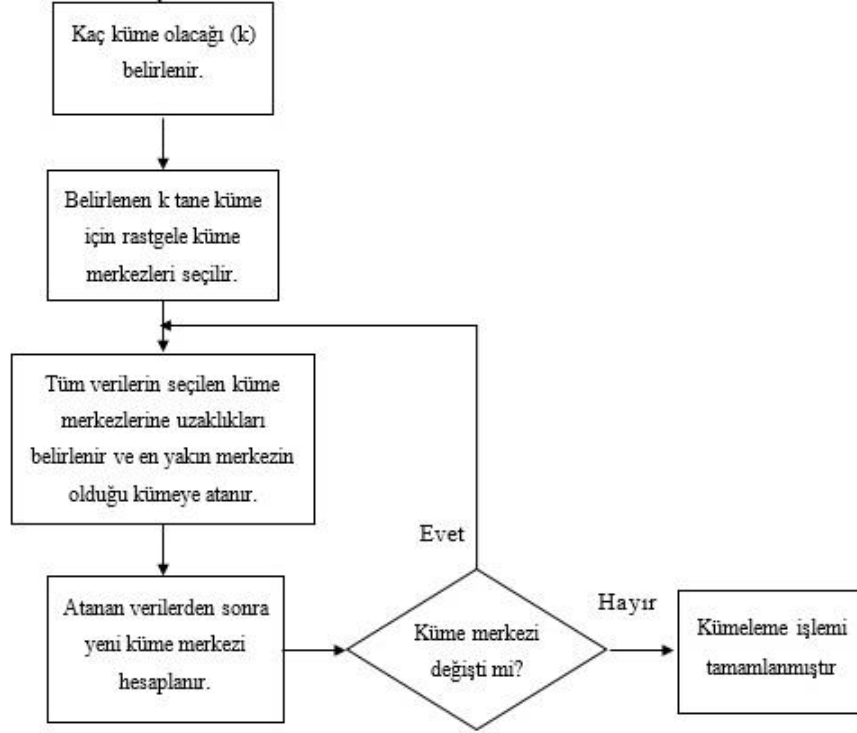 Kaç küme olacağı (k)
belirlenir.
Belirlenen k tane küme
için rastgele küme
merkezleri seçilir.
Tüm verilerin seçilen küme
merkezlerine uzaklıkları
belirlenir ve en yakın merkezin
olduğu kümeye atanır.
Atanan verilerden sonra
yeni küme merkezi
hesaplanır.
Küme merkezi
değişti mi?
Evet
Hayır
Kümeleme işlemi
tamamlanmıştır